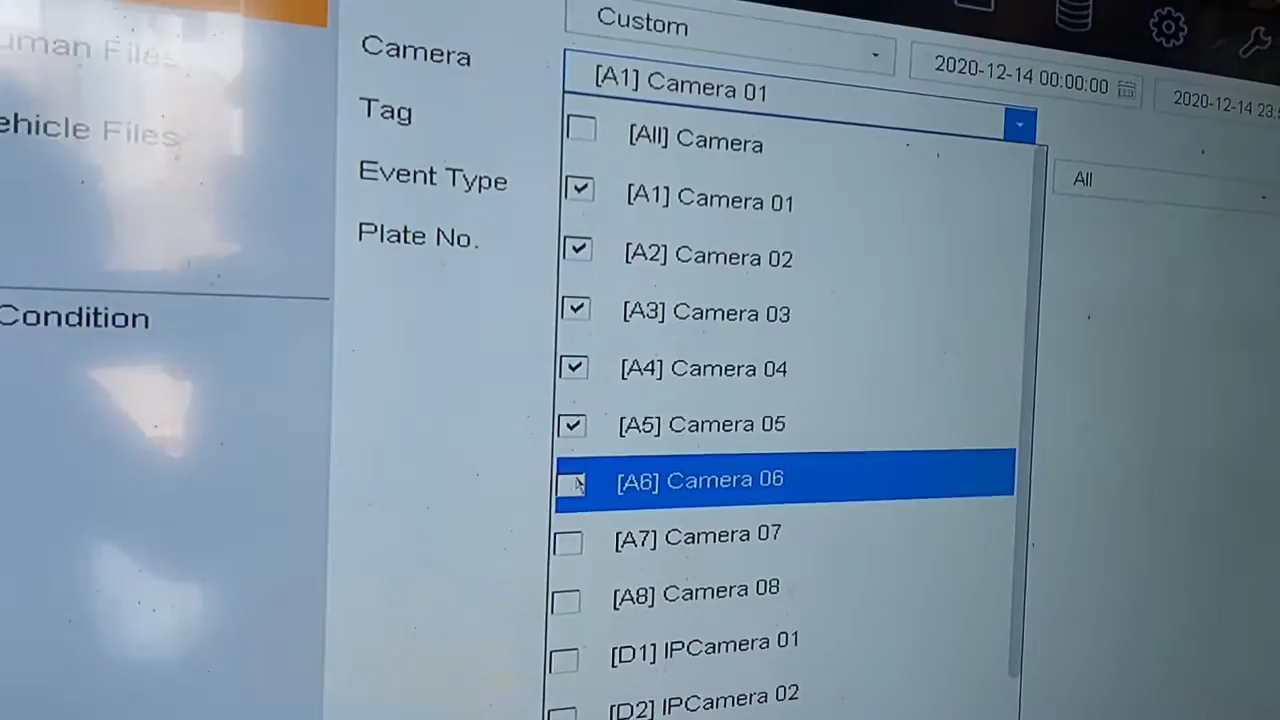 Custom
2020-12-14 00:00:00
2020-12-14 23:
Camera
[A1] Camera 01
Tag
[All] Camera
All
Event Type
[A1] Camera 01
Plate No.
[A2] Camera 02
[A3] Camera 03
Condition
[A4] Camera 04
[A5] Camera 05
[A6] Camera 06
[A7] Camera 07
[A8] Camera 08
[D1] IPCamera 01
[D2] IPCamera 02
uman Files
ehicle Files